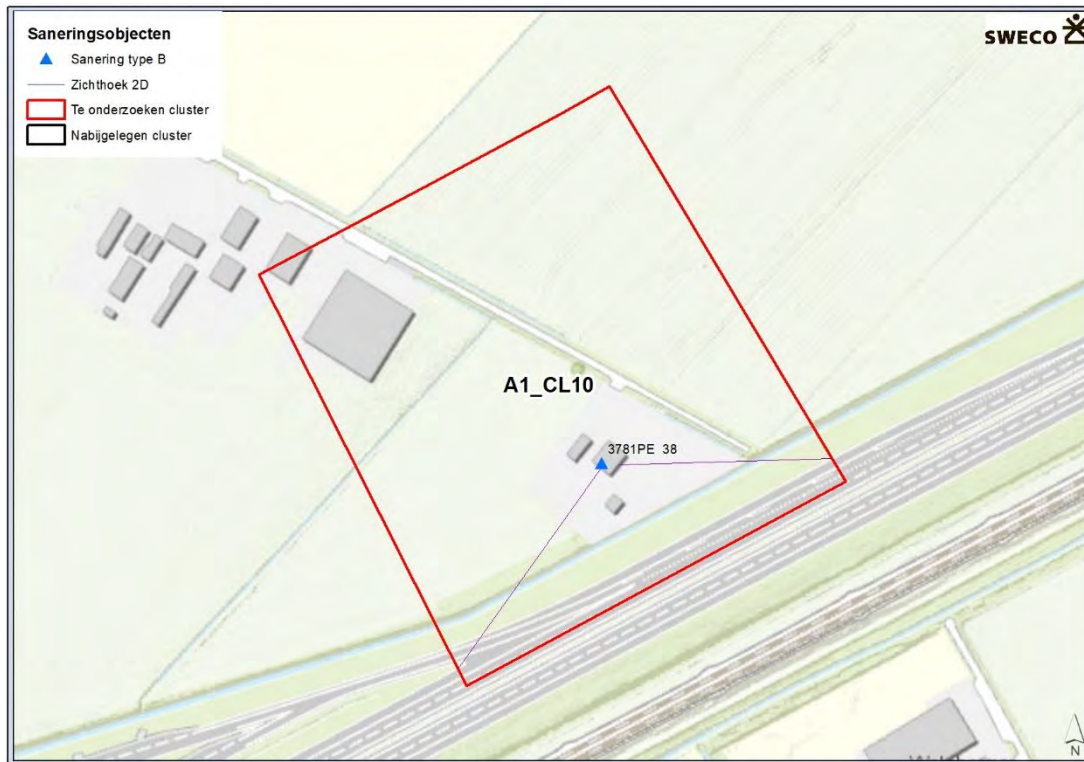 Saneringsobjecten
Sanering type B
Zichthoek 2D
Te onderzoeken cluster
Nabijgelegen cluster
SWECO
A1_CL10
3781PE 38
N